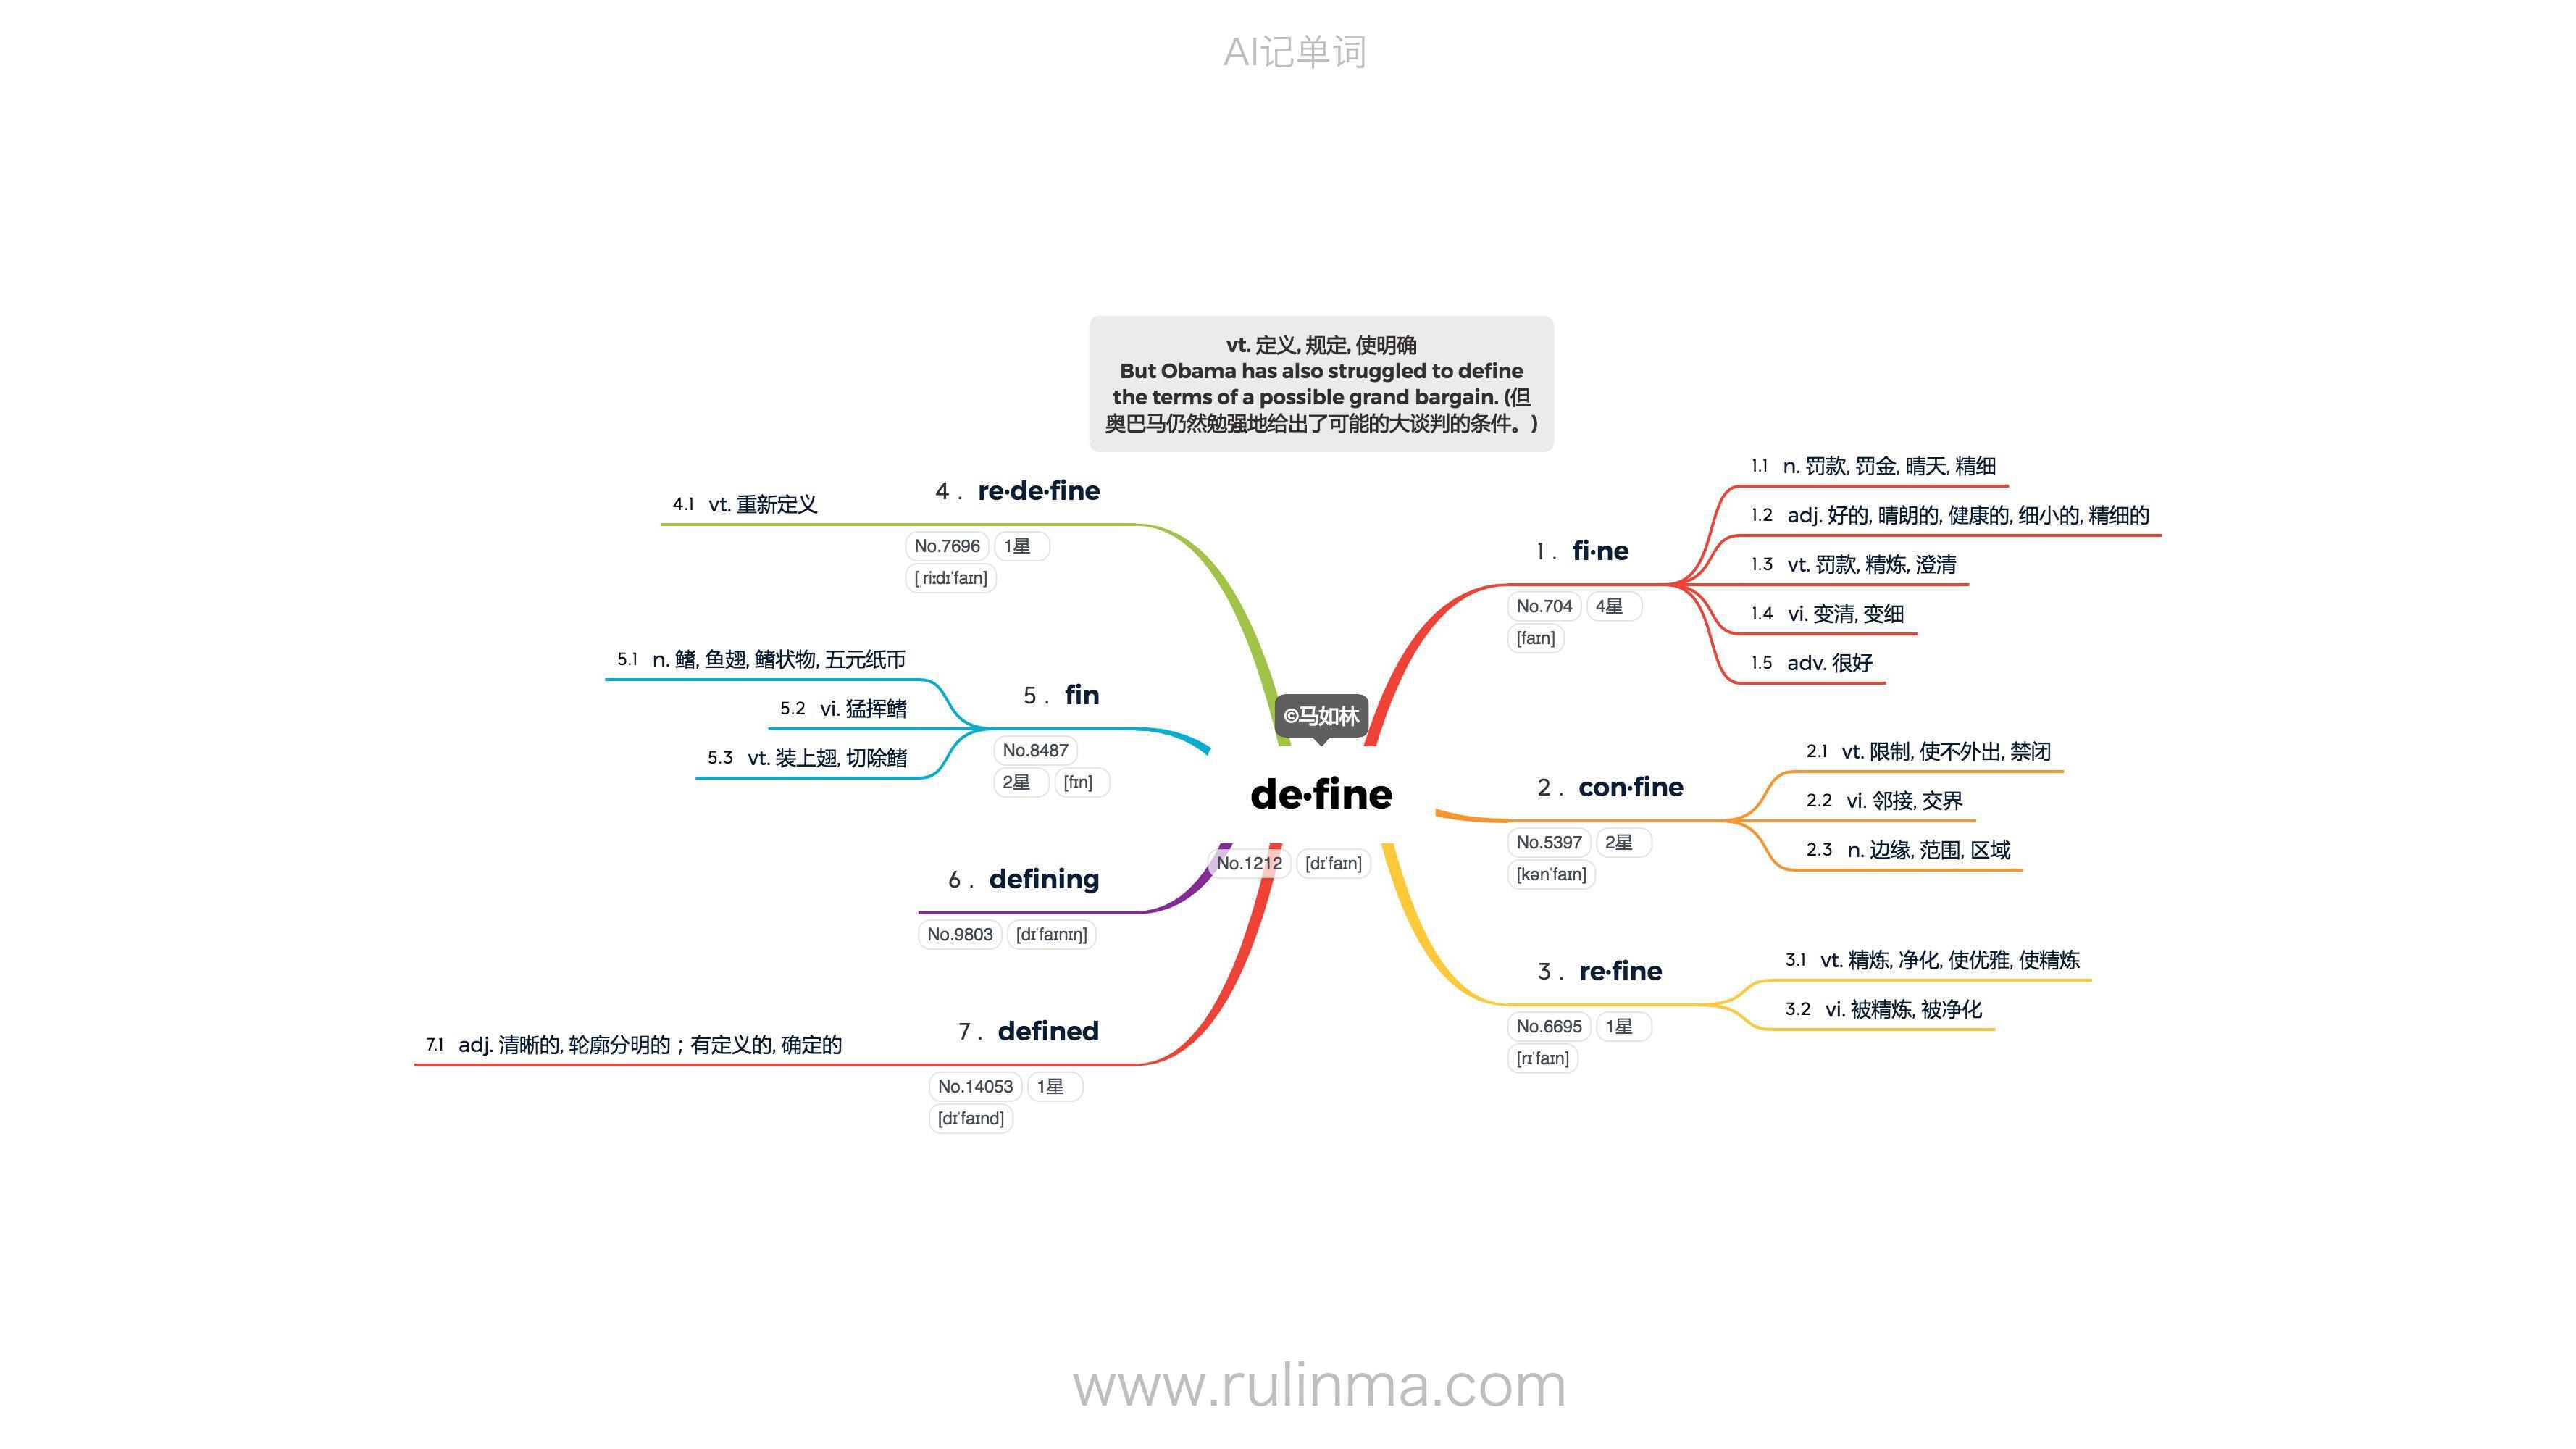 AI记单词
vt. 定义, 规定, 使明确
But Obama has also struggled to define
the terms of a possible grand bargain. (但
奥巴马仍然勉强地给出了可能的大谈判的条件。)
©马如林
de·fine
No.1212 [dɪˈfaɪn]
1 . fi·ne
No.704 4星
[faɪn]
1.1 n. 罚款, 罚金, 晴天, 精细
1.2 adj. 好的, 晴朗的, 健康的, 细小的, 精细的
1.3 vt. 罚款, 精炼, 澄清
1.4 vi. 变清, 变细
1.5 adv. 很好
2 . con·fine
No.5397 2星
[kənˈfaɪn]
2.1 vt. 限制, 使不外出, 禁闭
2.2 vi. 邻接, 交界
2.3 n. 边缘, 范围, 区域
3 . re·fine
No.6695 1星
[rɪˈfaɪn]
3.1 vt. 精炼, 净化, 使优雅, 使精炼
3.2 vi. 被精炼, 被净化
4 . re·de·fine
No.7696 1星
[ˌriːdɪˈfaɪn]
4.1 vt. 重新定义
5 . fin
No.8487
2星 [fɪn]
5.1 n. 鳍, 鱼翅, 鳍状物, 五元纸币
5.2 vi. 猛挥鳍
5.3 vt. 装上翅, 切除鳍
6 . defining
No.9803 [dɪˈfaɪnɪŋ]
7 . defined
No.14053 1星
[dɪˈfaɪnd]
7.1 adj. 清晰的, 轮廓分明的；有定义的, 确定的
www.rulinma.com